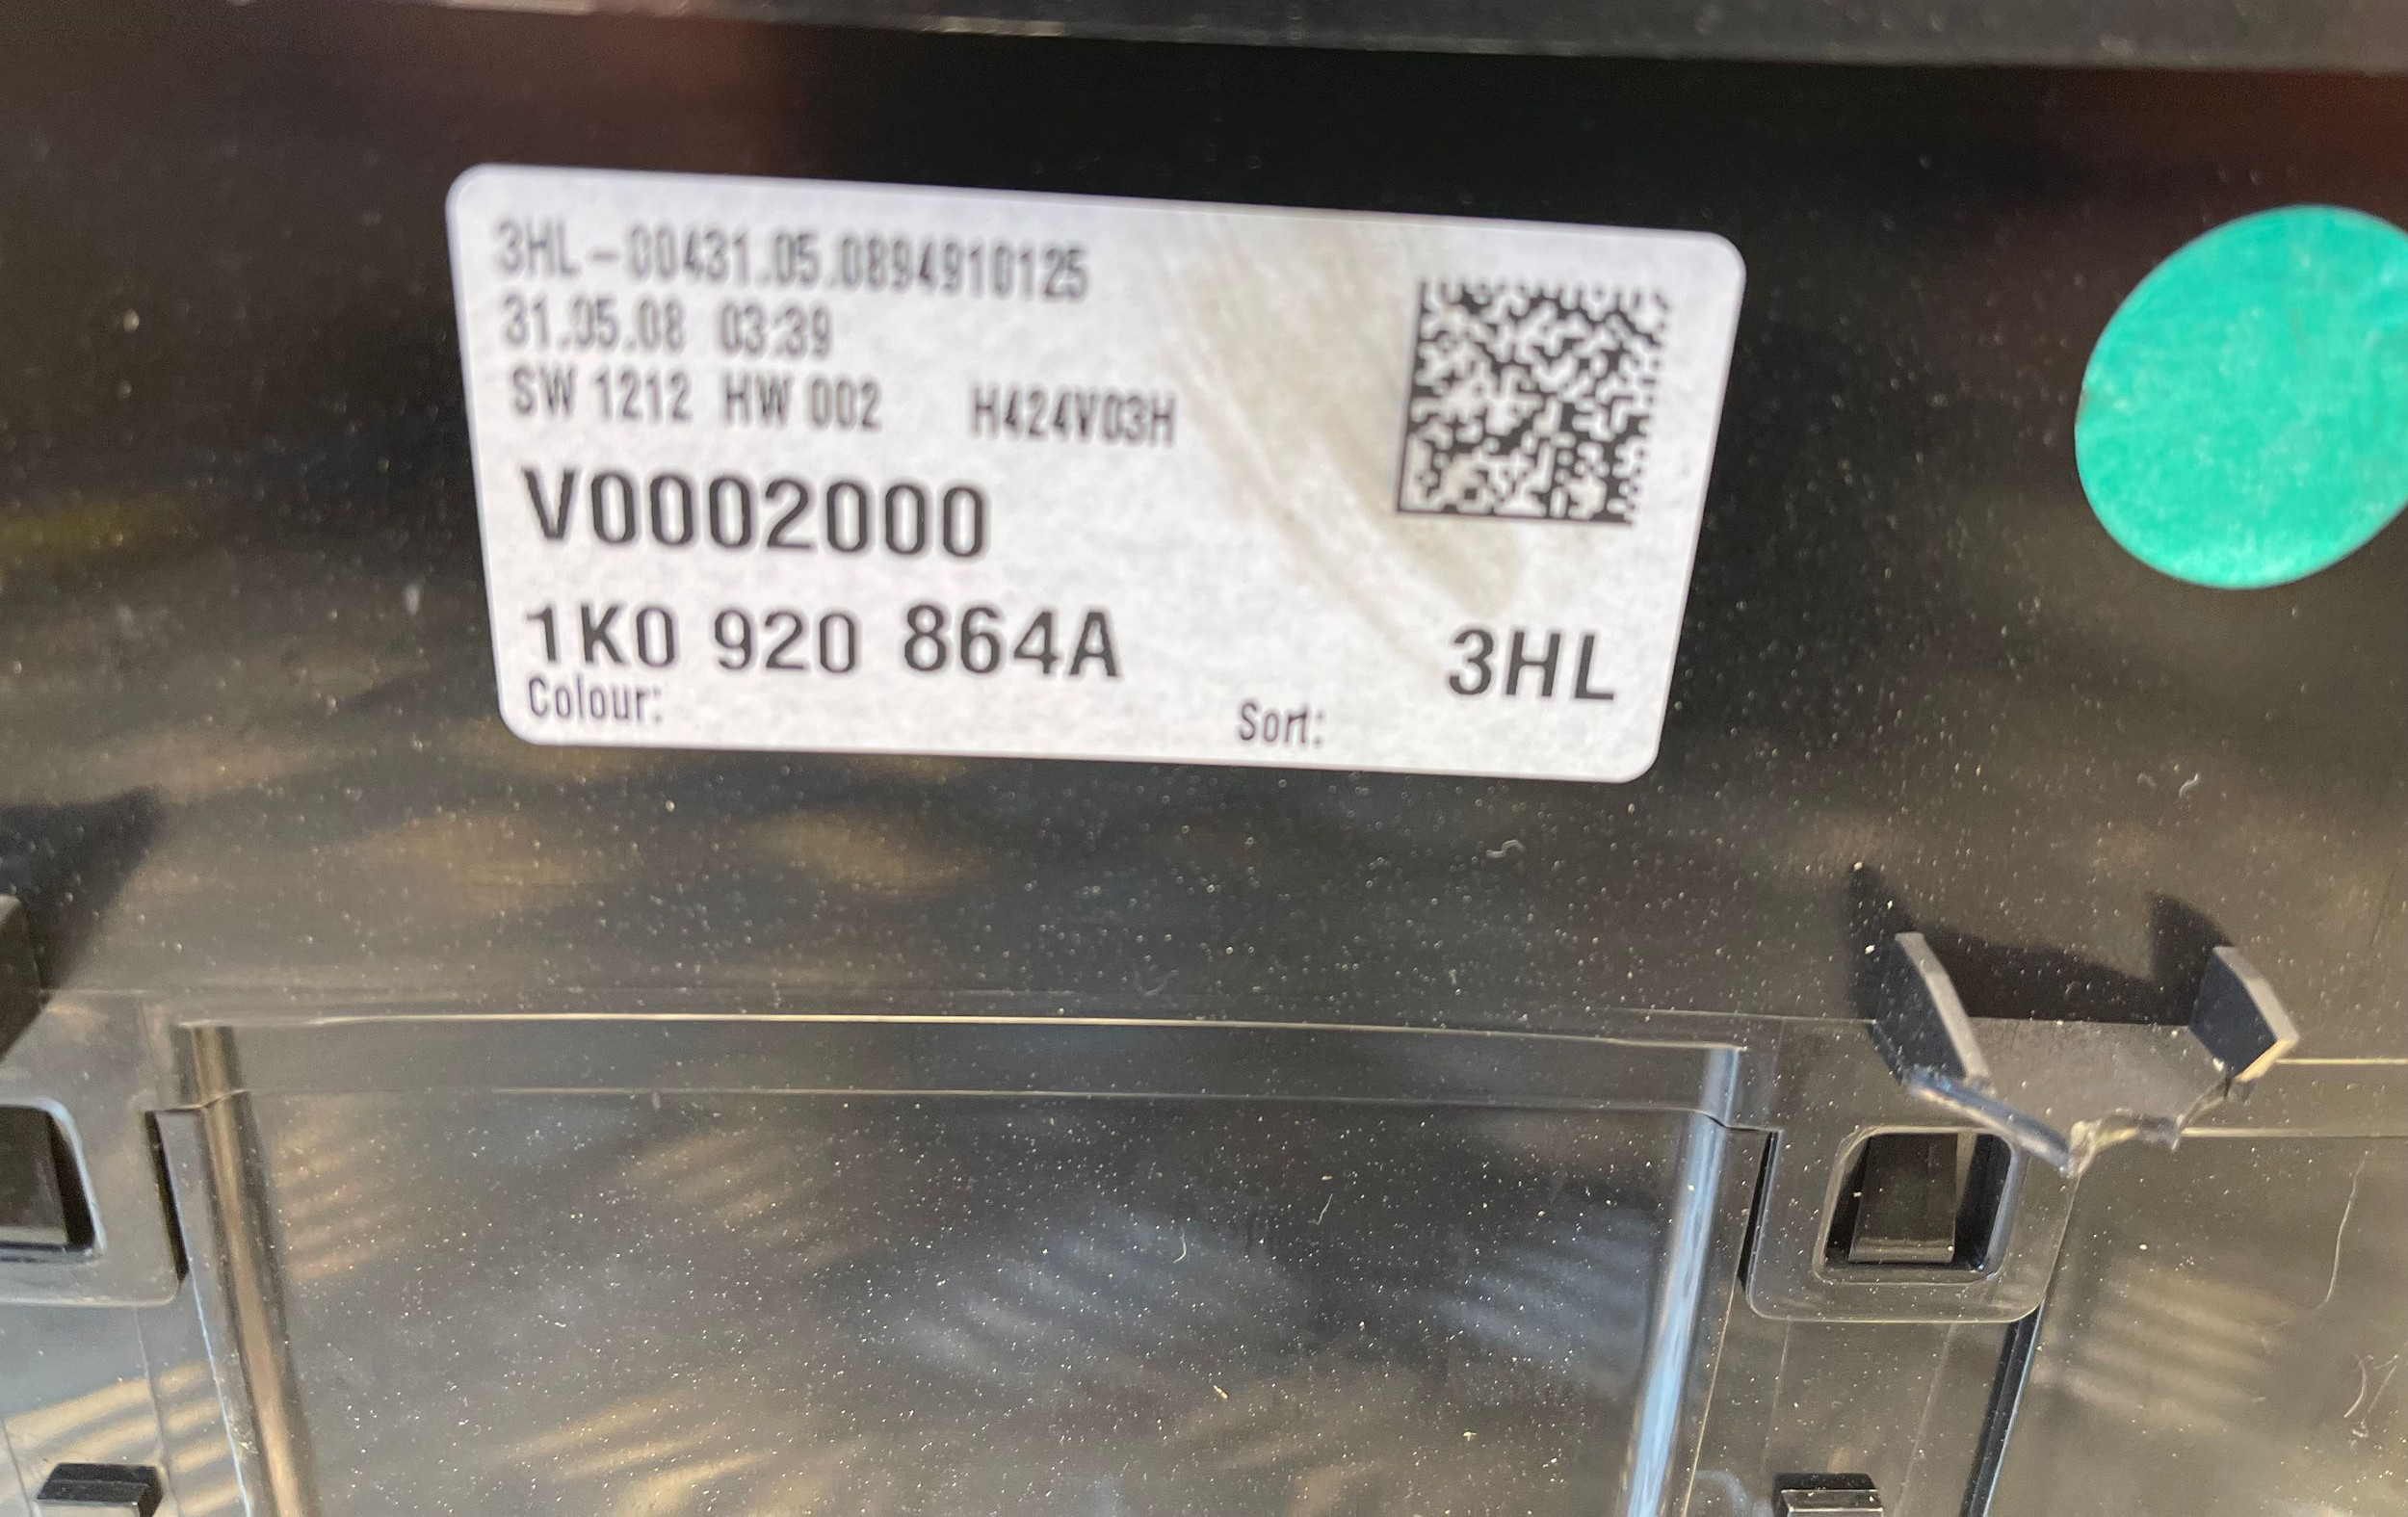 3HL-00431.05.0894910125
31.05.08 03:39
SW 1212 HW 002 H424V03H
V0002000
1K0 920 864A 3HL
Colour: Sort: